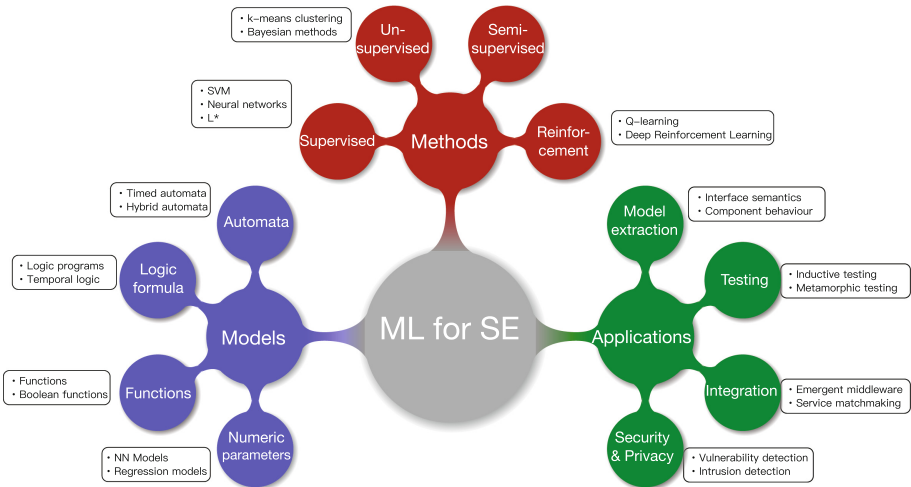 • k-means clustering
• Bayesian methods
Un-
supervised
Semi-
supervised
• SVM
• Neural networks
• L*
Supervised
Methods
Reinfor-
cement
• Q-learning
• Deep Reinforcement Learning
• Timed automata
• Hybrid automata
Automata
• Logic programs
• Temporal logic
Logic
formula
Models
• Functions
• Boolean functions
Functions
Numeric
parameters
• NN Models
• Regression models
ML for SE
Model
extraction
• Interface semantics
• Component behaviour
Testing
• Inductive testing
• Metamorphic testing
Applications
Integration
• Emergent middleware
• Service matchmaking
Security
& Privacy
• Vulnerability detection
• Intrusion detection